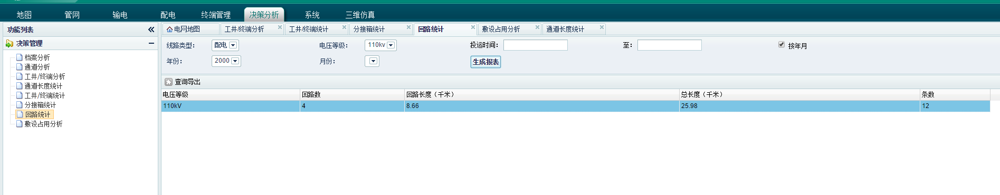 地图 管网 输电 配电 终端管理 决策分析 系统 三维仿真
功能列表
决策管理
档案分析
通道分析
工井/终端分析
通道长度统计
工井/终端统计
分接箱统计
回路统计
敷设占用分析
电网地图 工井/终端分析 工井/终端统计 分接箱统计 回路统计 敷设占用分析 通道长度统计
线路类型： 配电 电压等级： 110kv 投运时间： 至： 按年月
年份： 2000 月份： 生成报表
查询导出
电压等级 回路数 回路长度（千米） 总长度（千米） 条数
110kV 4 8.66 25.98 12